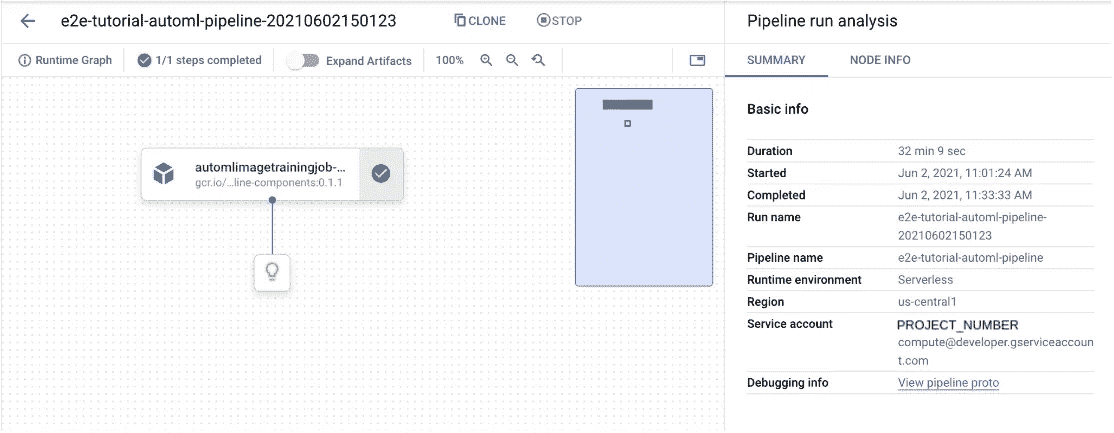 e2e-tutorial-automl-pipeline-20210602150123
CLONE
STOP
Runtime Graph
1/1 steps completed
Expand Artifacts
100%
automlimagetrainingjob-...
gcr.io/...line-components:0.1.1
Pipeline run analysis
SUMMARY
NODE INFO
Basic info
Duration 32 min 9 sec
Started Jun 2, 2021, 11:01:24 AM
Completed Jun 2, 2021, 11:33:33 AM
Run name e2e-tutorial-automl-pipeline-
20210602150123
Pipeline name e2e-tutorial-automl-pipeline
Runtime environment Serverless
Region us-central1
Service account PROJECT_NUMBER
compute@developer.gserviceaccoun
t.com
Debugging info View pipeline proto